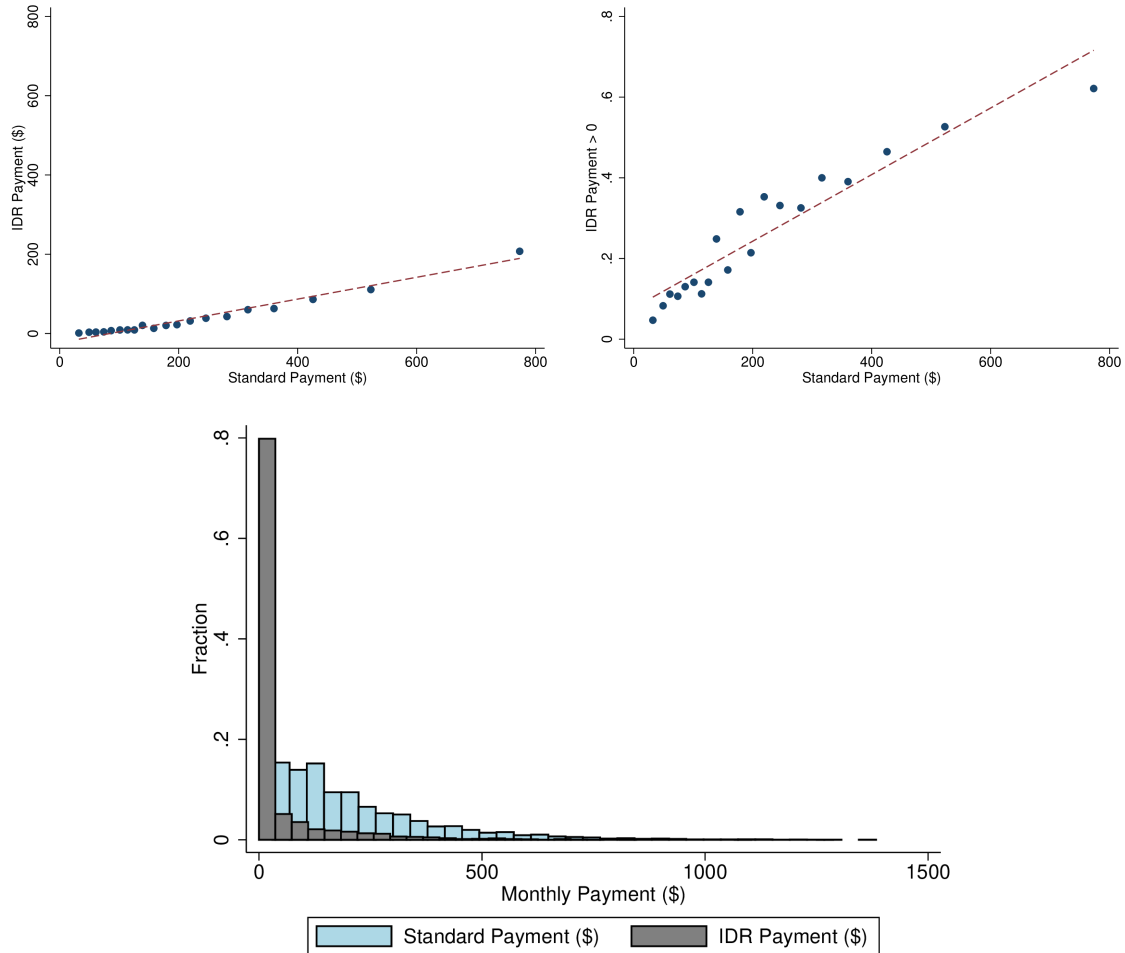 800
600
400
200
0
IDR Payment ($)
0 200 400 600 800
Standard Payment ($)
.8
.6
.4
.2
0
IDR Payment > 0
0 200 400 600 800
Standard Payment ($)
.8
.6
.4
.2
0
Fraction
0 500 1000 1500
Monthly Payment ($)
Standard Payment ($) IDR Payment ($)